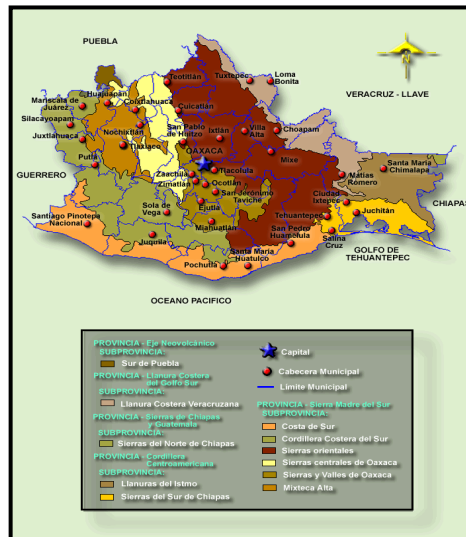 PUEBLA
Teotitlán
Tuxtepec
Loma
Bonita
VERACRUZ - LLAVE
Mariscala de
Juárez
Huajuapan
Coixtlahuaca
Cuicatlán
Silacayoapam
Nochixtlan
San Pablo
de Huitzo
Ixtlán
Villa
Alta
Choapam
Juxtlahuaca
Tlaxiaco
OAXACA
Mixe
Putla
Tlacolula
Santa María
Chimalapa
GUERRERO
Zaachila
Matías
Romero
Zimatlán
Ocotlán
CHIAPAS
San Jerónimo
Taviche
Ciudad
Ixtepec
Santiago Pinotepa
Nacional
Sola de
Vega
Ejutla
Tehuantepec
Juchitán
Miahuatlán
San Pedro
Huamelula
Salina
Cruz
Juquila
Santa María
Huatulco
GOLFO DE
TEHUANTEPEC
Pochutla
OCEANO PACIFICO
PROVINCIA - Eje Neovolcánico
SUBPROVINCIA:
Sur de Puebla
PROVINCIA - Llanura Costera
del Golfo Sur
SUBPROVINCIA:
Llanura Costera Veracruzana
PROVINCIA - Sierras de Chiapas
y Guatemala
SUBPROVINCIA:
Sierras del Norte de Chiapas
PROVINCIA - Cordillera
Centroamericana
SUBPROVINCIA:
Llanuras del Istmo
Sierras del Sur de Chiapas
Capital
Cabecera Municipal
Límite Municipal
PROVINCIA - Sierra Madre del Sur
SUBPROVINCIA:
Costa de Sur
Cordillera Costera del Sur
Sierras orientales
Sierras centrales de Oaxaca
Sierras y Valles de Oaxaca
Mixteca Alta